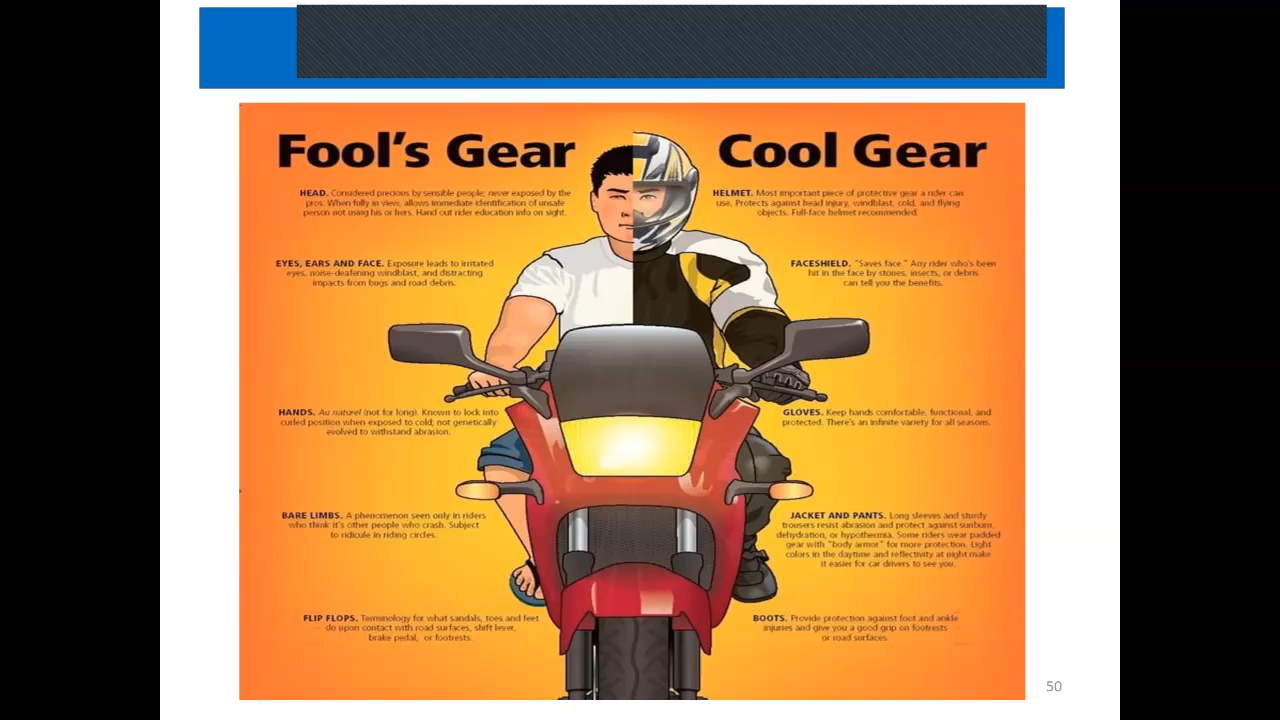 Fool's Gear
HEAD. Considered precious by sensible people; never exposed by the
pros. When fully in view, allows immediate identification of unsafe
person not using his or hers. Hand out rider education info on sight.
EYES, EARS AND FACE. Exposure leads to irritated
eyes, noise-deafening windblast, and distracting
impacts from bugs and road debris.
HANDS. Au naturel (not for long). Known to lock into
curled position when exposed to cold; not genetically
evolved to withstand abrasion.
BARE LIMBS. A phenomenon seen only in riders
who think it's other people who crash. Subject
to ridicule in riding circles.
FLIP FLOPS. Terminology for what sandals, toes and feet
do upon contact with road surfaces, shift lever,
brake pedal, or footrests.
Cool Gear
HELMET. Most important piece of protective gear a rider can
use. Protects against head injury, windblast, cold, and flying
objects. Full-face helmet recommended.
FACESHIELD. "Saves face." Any rider who's been
hit in the face by stones, insects, or debris
can tell you the benefits.
GLOVES. Keep hands comfortable, functional, and
protected. There's an infinite variety for all seasons.
JACKET AND PANTS. Long sleeves and sturdy
trousers resist abrasion and protect against sunburn,
dehydration, or hypothermia. Some riders wear padded
gear with "body armor" for more protection. Light
colors in the daytime and reflectivity at night make
it easier for car drivers to see you.
BOOTS. Provide protection against foot and ankle
injuries and give you a good grip on footrests
or road surfaces.
50